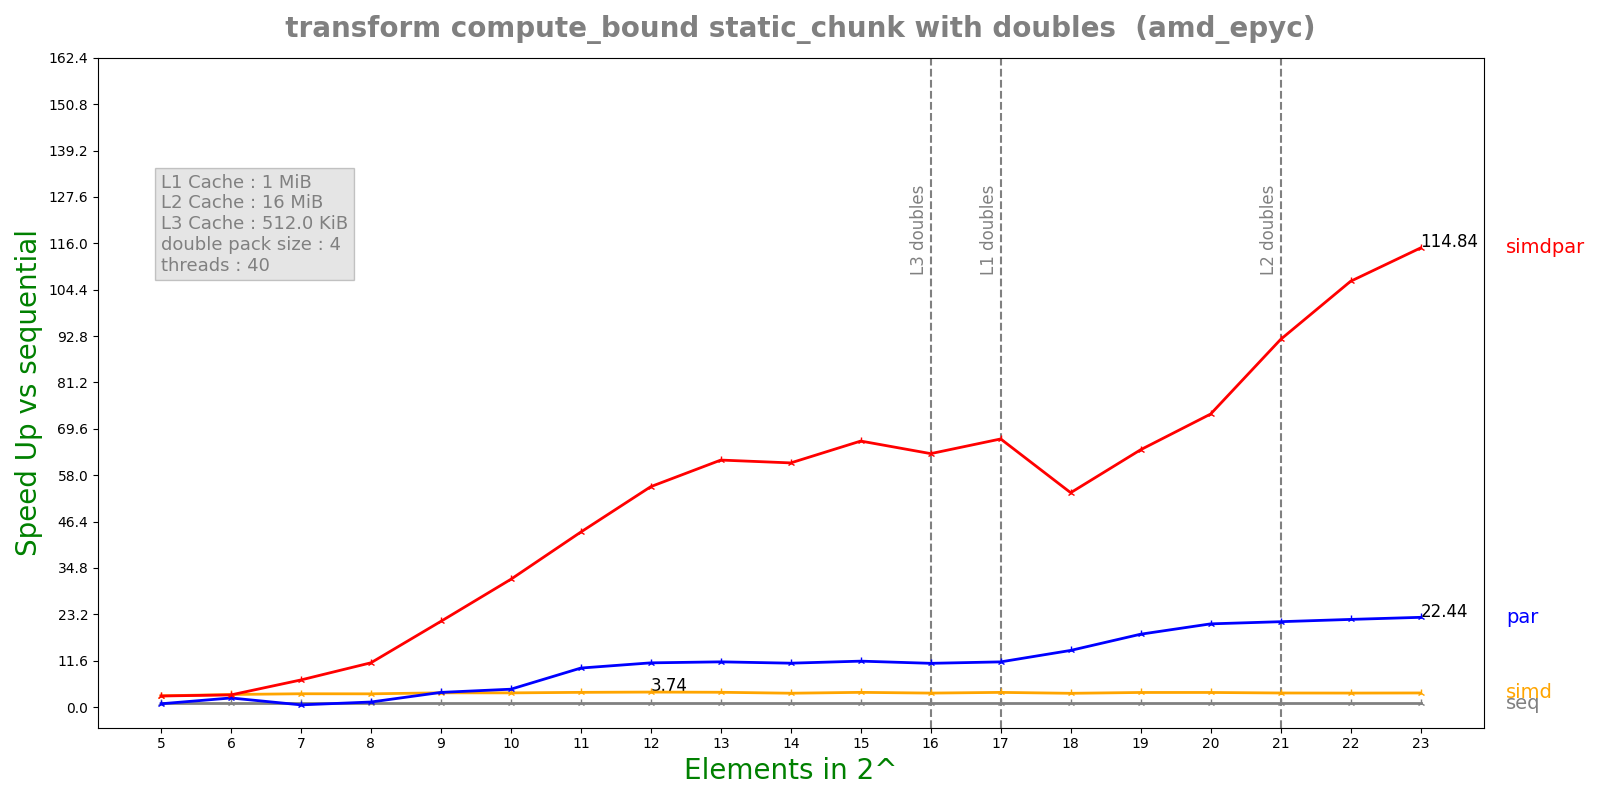 transform compute_bound static_chunk with doubles  (amd_epyc)
Speed Up vs sequential
162.4
150.8
139.2
127.6
116.0
104.4
92.8
81.2
69.6
58.0
46.4
34.8
23.2
11.6
0.0
L1 Cache : 1 MiB
L2 Cache : 16 MiB
L3 Cache : 512.0 KiB
double pack size : 4
threads : 40
L3 doubles
L1 doubles
L2 doubles
114.84
22.44
3.74
simdpar
par
simd
seq
5 6 7 8 9 10 11 12 13 14 15 16 17 18 19 20 21 22 23
Elements in 2^